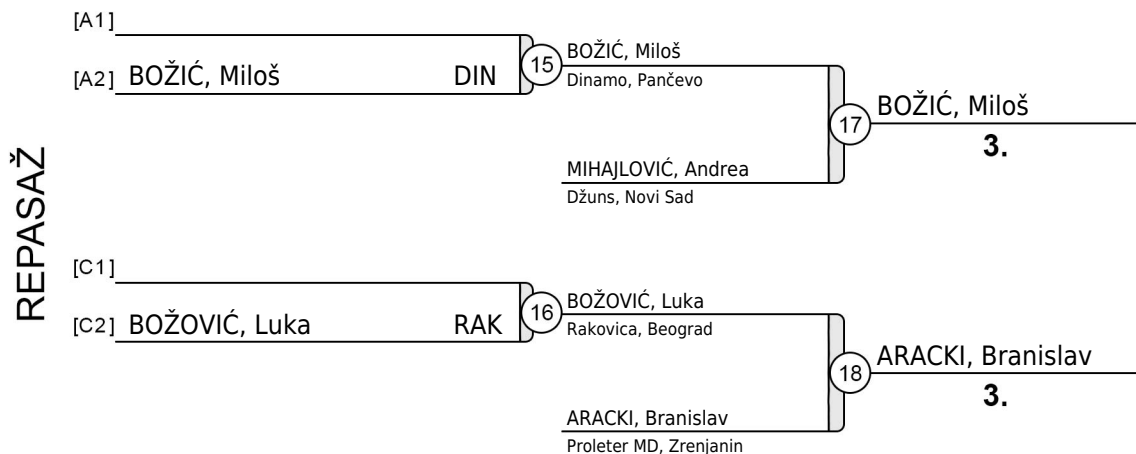 REPASAŽ
[A1]
[A2] BOŽIĆ, Miloš DIN
15
BOŽIĆ, Miloš
Dinamo, Pančevo
17
BOŽIĆ, Miloš
3.
MIHAJLOVIĆ, Andrea
Džuns, Novi Sad
[C1]
[C2] BOŽOVIĆ, Luka RAK
16
BOŽOVIĆ, Luka
Rakovica, Beograd
18
ARACKI, Branislav
3.
ARACKI, Branislav
Proleter MD, Zrenjanin